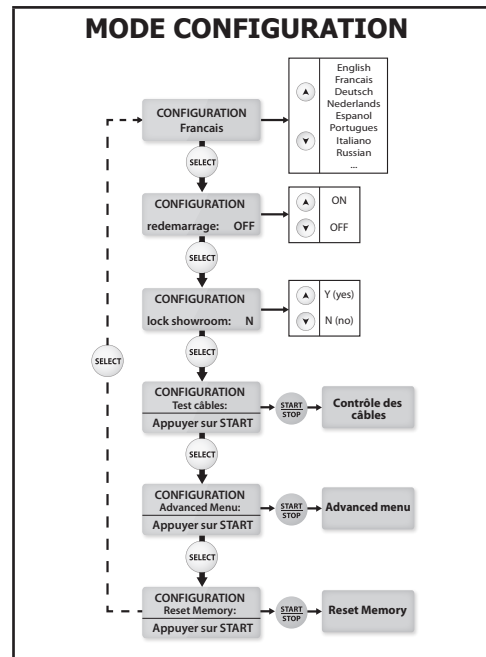 MODE CONFIGURATION
CONFIGURATION
Francais
English
Francais
Deutsch
Nederlands
Espanol
Portugues
Italiano
Russian
...
SELECT
CONFIGURATION
redemarrage: OFF
ON
OFF
SELECT
CONFIGURATION
lock showroom: N
Y (yes)
N (no)
SELECT
SELECT
CONFIGURATION
Test câbles:
Appuyer sur START
START
STOP
Contrôle des
câbles
SELECT
CONFIGURATION
Advanced Menu:
Appuyer sur START
START
STOP
Advanced menu
SELECT
CONFIGURATION
Reset Memory:
Appuyer sur START
START
STOP
Reset Memory